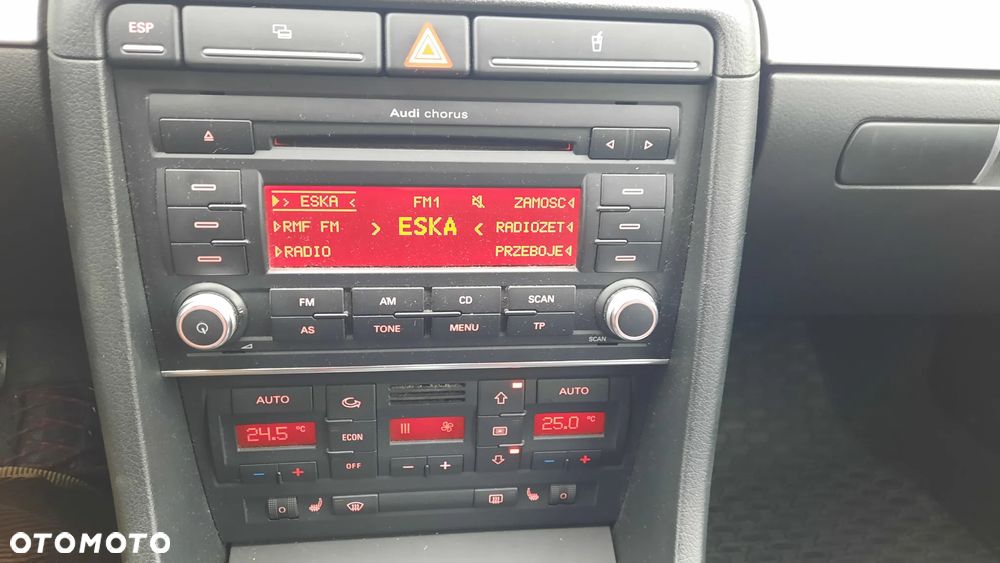 ESP
Audi chorus
> ESKA < FM1 ZAMOSC
RMF FM > ESKA < RADIOZET
RADIO PRZEBOJE
FM AM CD SCAN
AS TONE MENU TP
SCAN
AUTO AUTO
24.5 °C 25.0 °C
ECON
OFF
- + - + - +
OTOMOTO